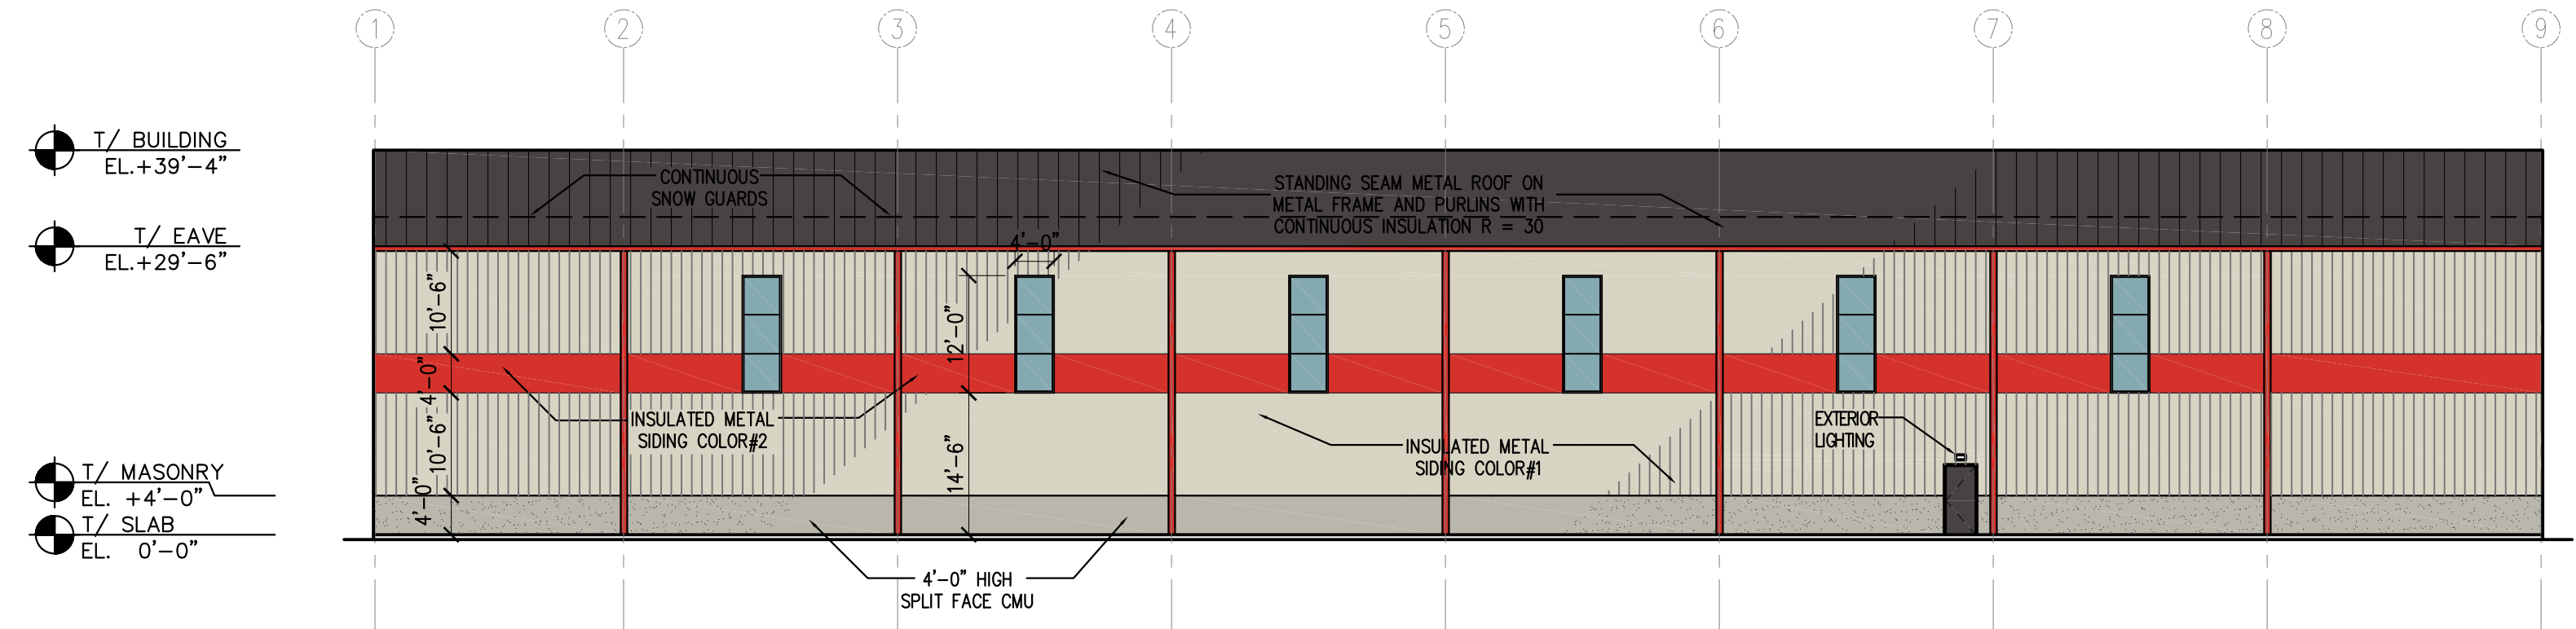 1 2 3 4 5 6 7 8 9
T/ BUILDING
EL.+39'-4"
T/ EAVE
EL.+29'-6"
T/ MASONRY
EL. +4'-0"
T/ SLAB
EL. 0'-0"
CONTINUOUS
SNOW GUARDS
STANDING SEAM METAL ROOF ON
METAL FRAME AND PURLINS WITH
CONTINUOUS INSULATION R = 30
4'-0"
10'-6"
4'-0"
10'-6"
4'-0"
12'-0"
14'-6"
INSULATED METAL
SIDING COLOR#2
INSULATED METAL
SIDING COLOR#1
EXTERIOR
LIGHTING
4'-0" HIGH
SPLIT FACE CMU